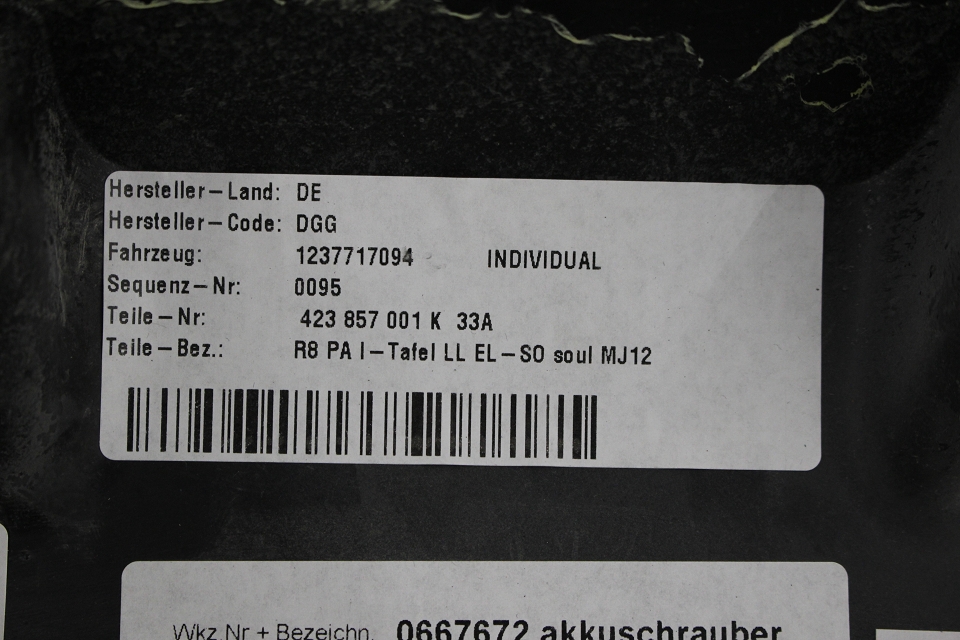 Hersteller-Land: DE
Hersteller-Code: DGG
Fahrzeug: 1237717094 INDIVIDUAL
Sequenz-Nr: 0095
Teile-Nr: 423 857 001 K 33A
Teile-Bez.: R8 PA I-Tafel LL EL-SO soul MJ12
Wkz.Nr + Bezeichn. 0667672 akkuschrauber